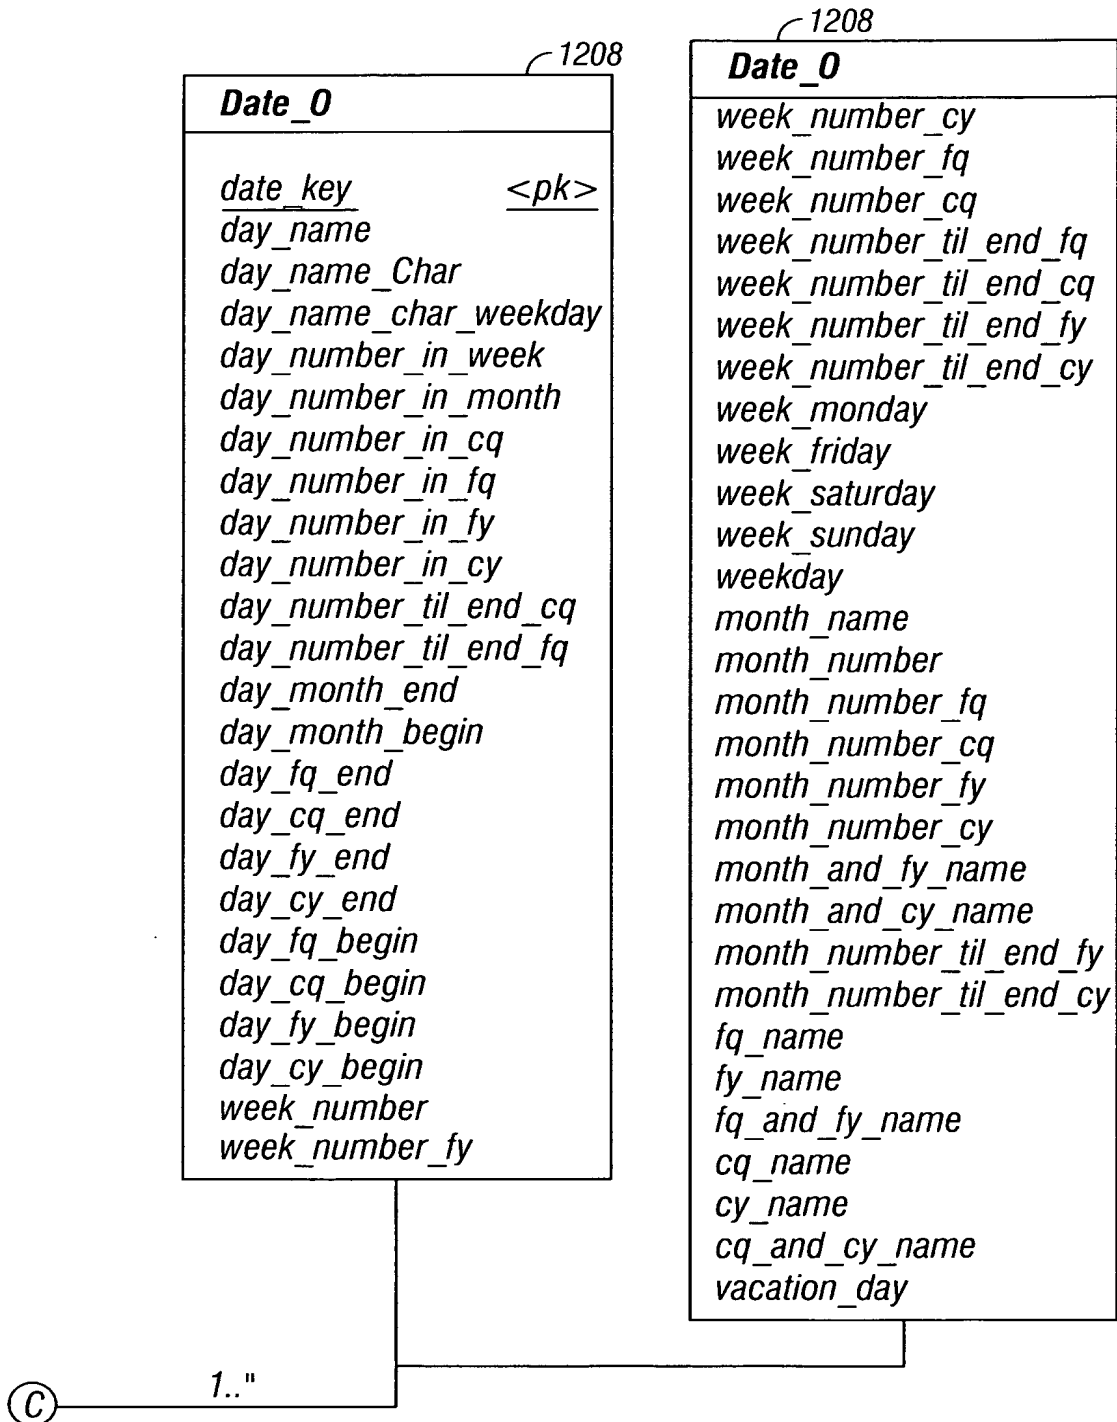 1208
Date_0
date_key <pk>
day_name
day_name_Char
day_name_char_weekday
day_number_in_week
day_number_in_month
day_number_in_cq
day_number_in_fq
day_number_in_fy
day_number_in_cy
day_number_til_end_cq
day_number_til_end_fq
day_month_end
day_month_begin
day_fq_end
day_cq_end
day_fy_end
day_cy_end
day_fq_begin
day_cq_begin
day_fy_begin
day_cy_begin
week_number
week_number_fy
1208
Date_0
week_number_cy
week_number_fq
week_number_cq
week_number_til_end_fq
week_number_til_end_cq
week_number_til_end_fy
week_number_til_end_cy
week_monday
week_friday
week_saturday
week_sunday
weekday
month_name
month_number
month_number_fq
month_number_cq
month_number_fy
month_number_cy
month_and_fy_name
month_and_cy_name
month_number_til_end_fy
month_number_til_end_cy
fq_name
fy_name
fq_and_fy_name
cq_name
cy_name
cq_and_cy_name
vacation_day
1.."
C